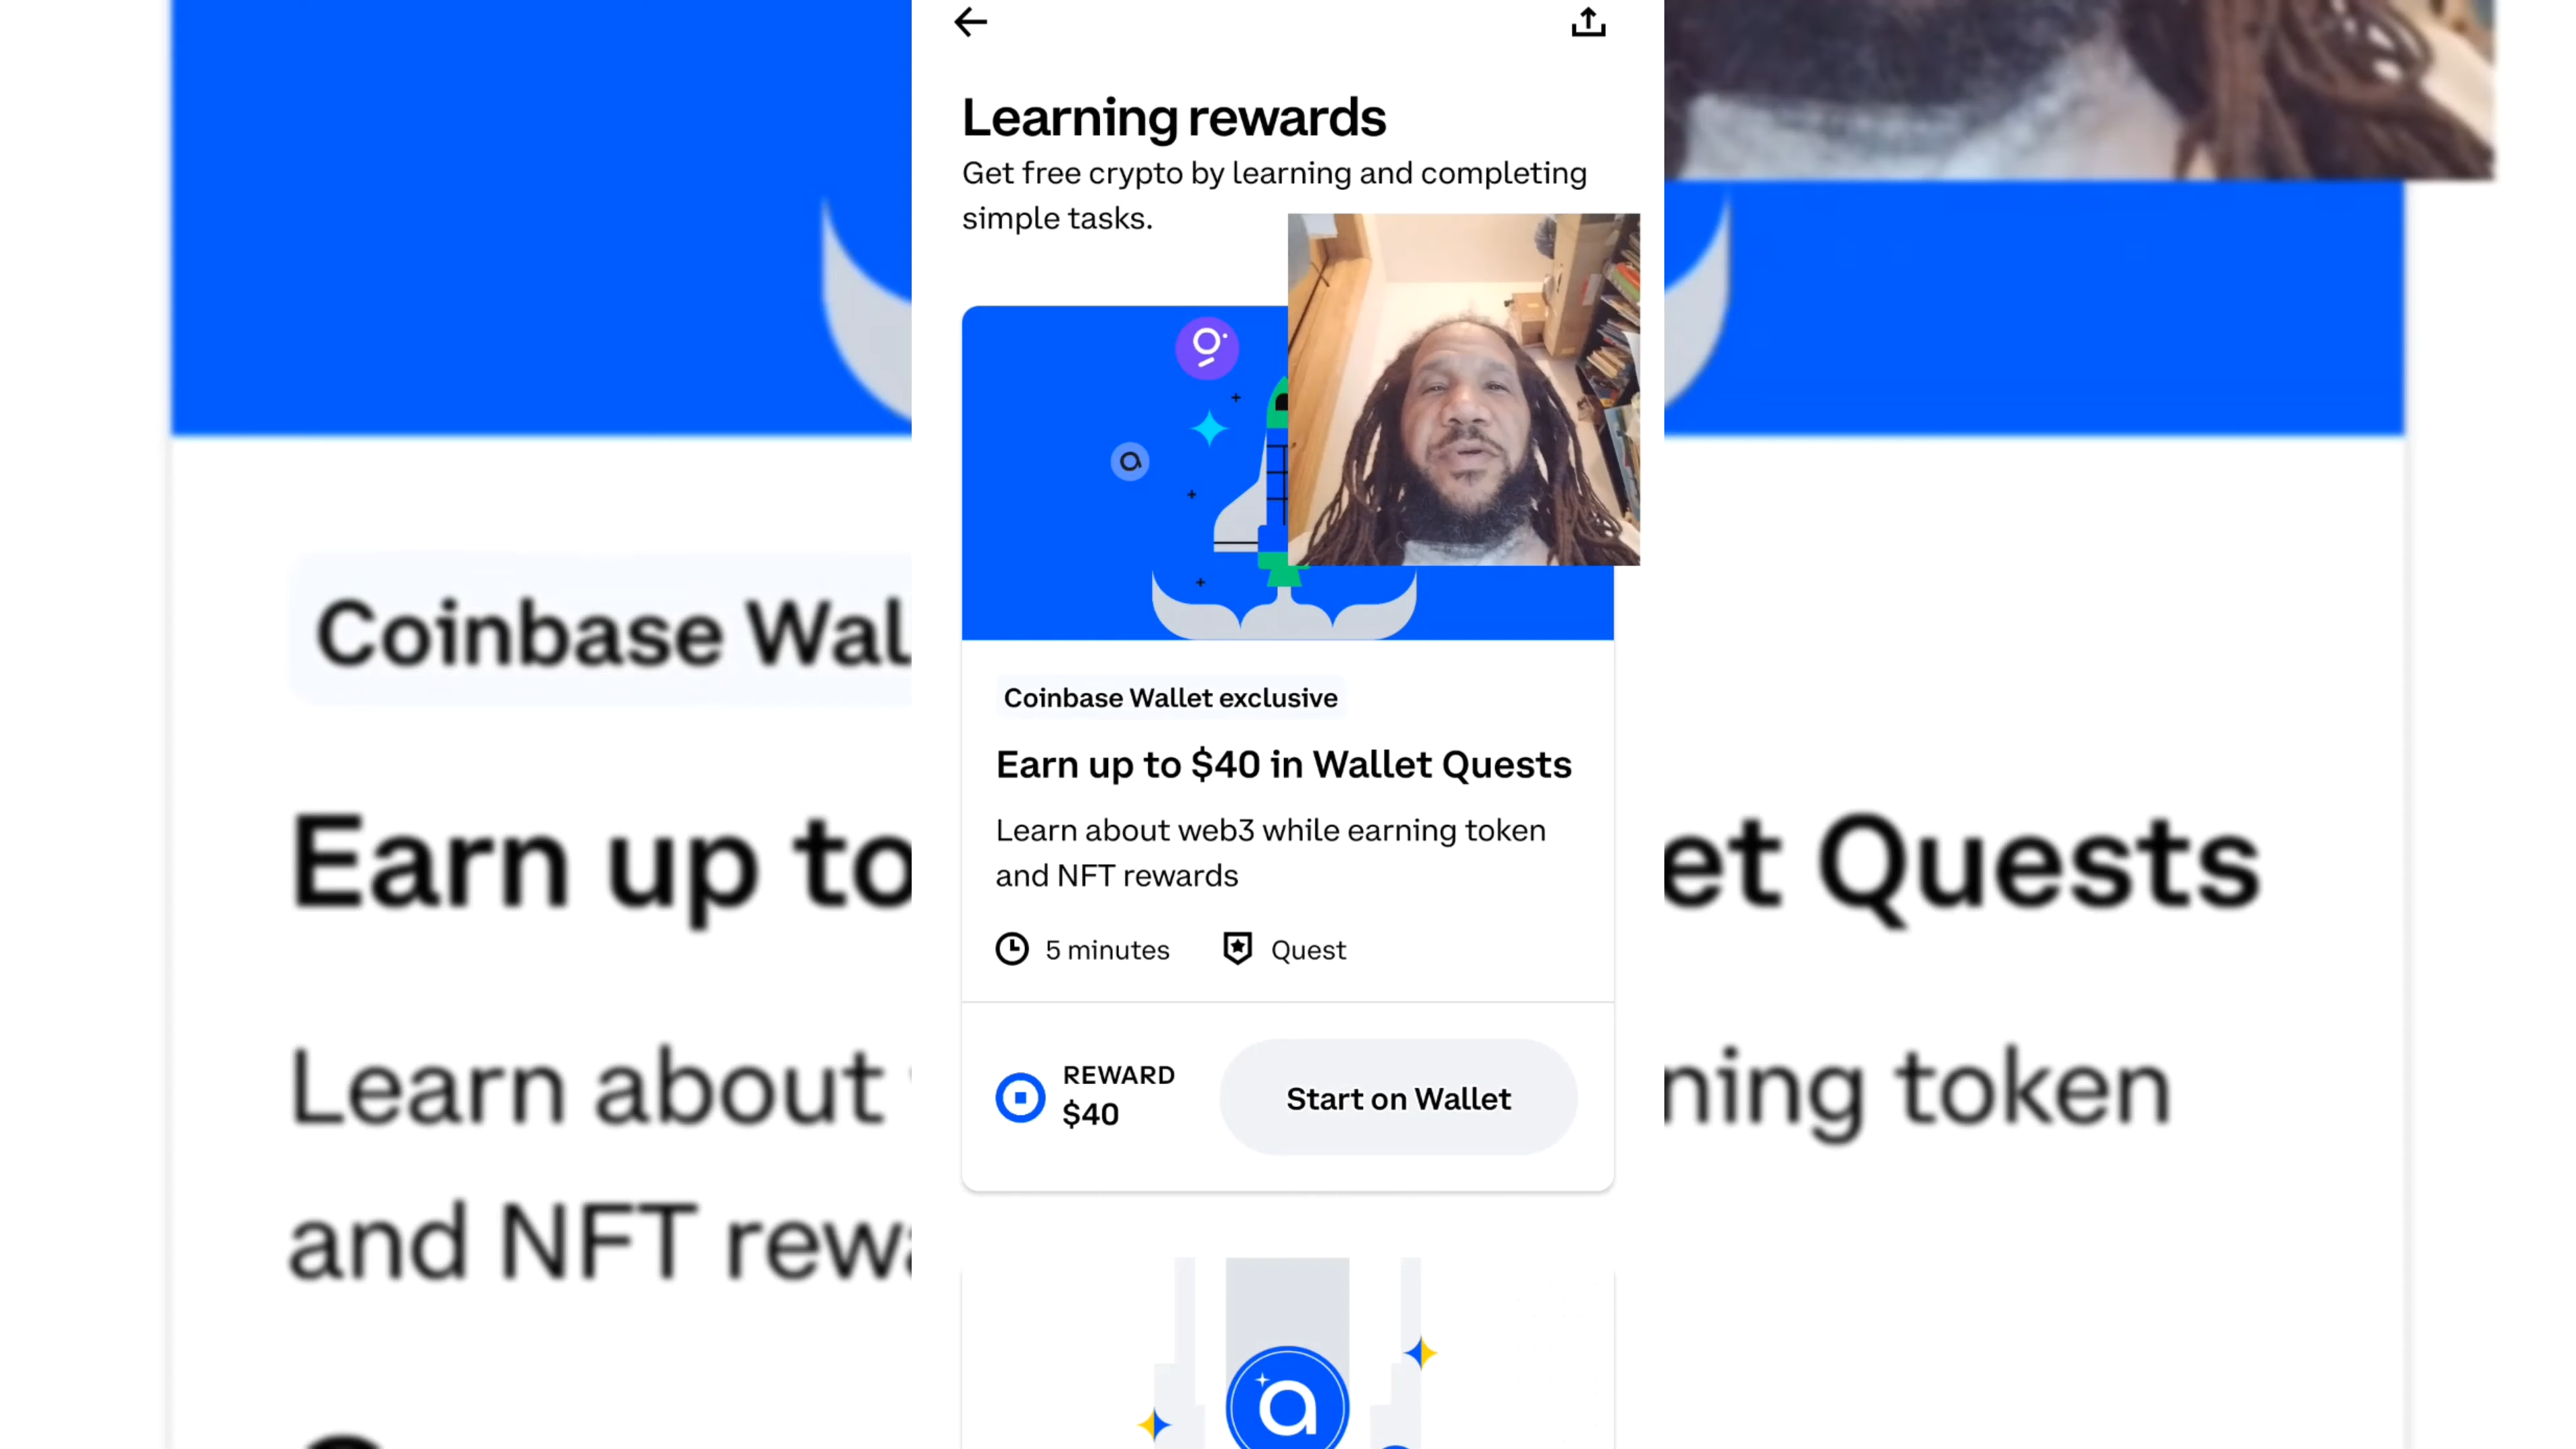 Learning rewards
Get free crypto by learning and completing
simple tasks.
Coinbase Wallet exclusive
Earn up to $40 in Wallet Quests
Learn about web3 while earning token
and NFT rewards
5 minutes
Quest
REWARD
$40
Start on Wallet
Coinbase Wal
Earn up to
et Quests
Learn about
ning token
and NFT rewa